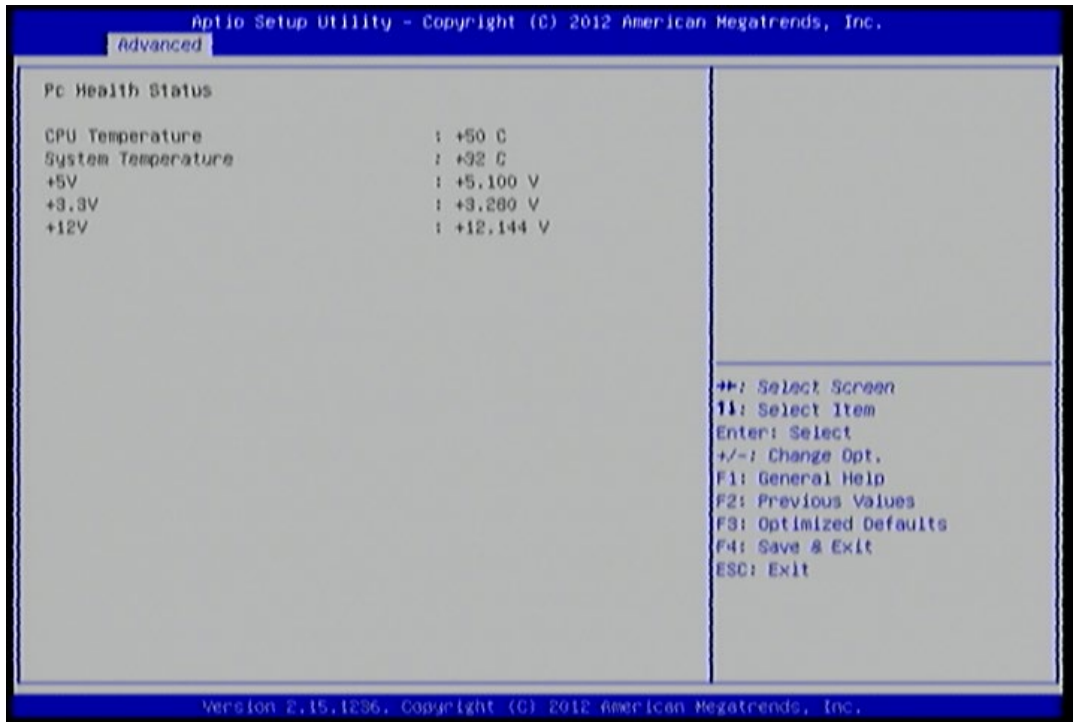 Aptio Setup Utility - Copyright (C) 2012 American Megatrends, Inc.
Advanced
Pc Health Status
CPU Temperature : +50 C
System Temperature : +32 C
+5V : +5.100 V
+3.3V : +3.280 V
+12V : +12.144 V
→←: Select Screen
↑↓: Select Item
Enter: Select
+/-: Change Opt.
F1: General Help
F2: Previous Values
F3: Optimized Defaults
F4: Save & Exit
ESC: Exit
Version 2.15.1236. Copyright (C) 2012 American Megatrends, Inc.